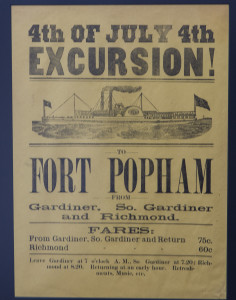 4th OF JULY 4th
EXCURSION!
TO
FORT POPHAM
FROM
Gardiner, So. Gardiner
and Richmond.
FARES:
From Gardiner, So. Gardiner and Return 75c.
Richmond " " " 60c
Leave Gardiner at 7 o'clock A. M., So. Gardiner at 7.20; Rich-
mond at 8.20. Returning at an early hour. Refresh-
ments, Music, etc.